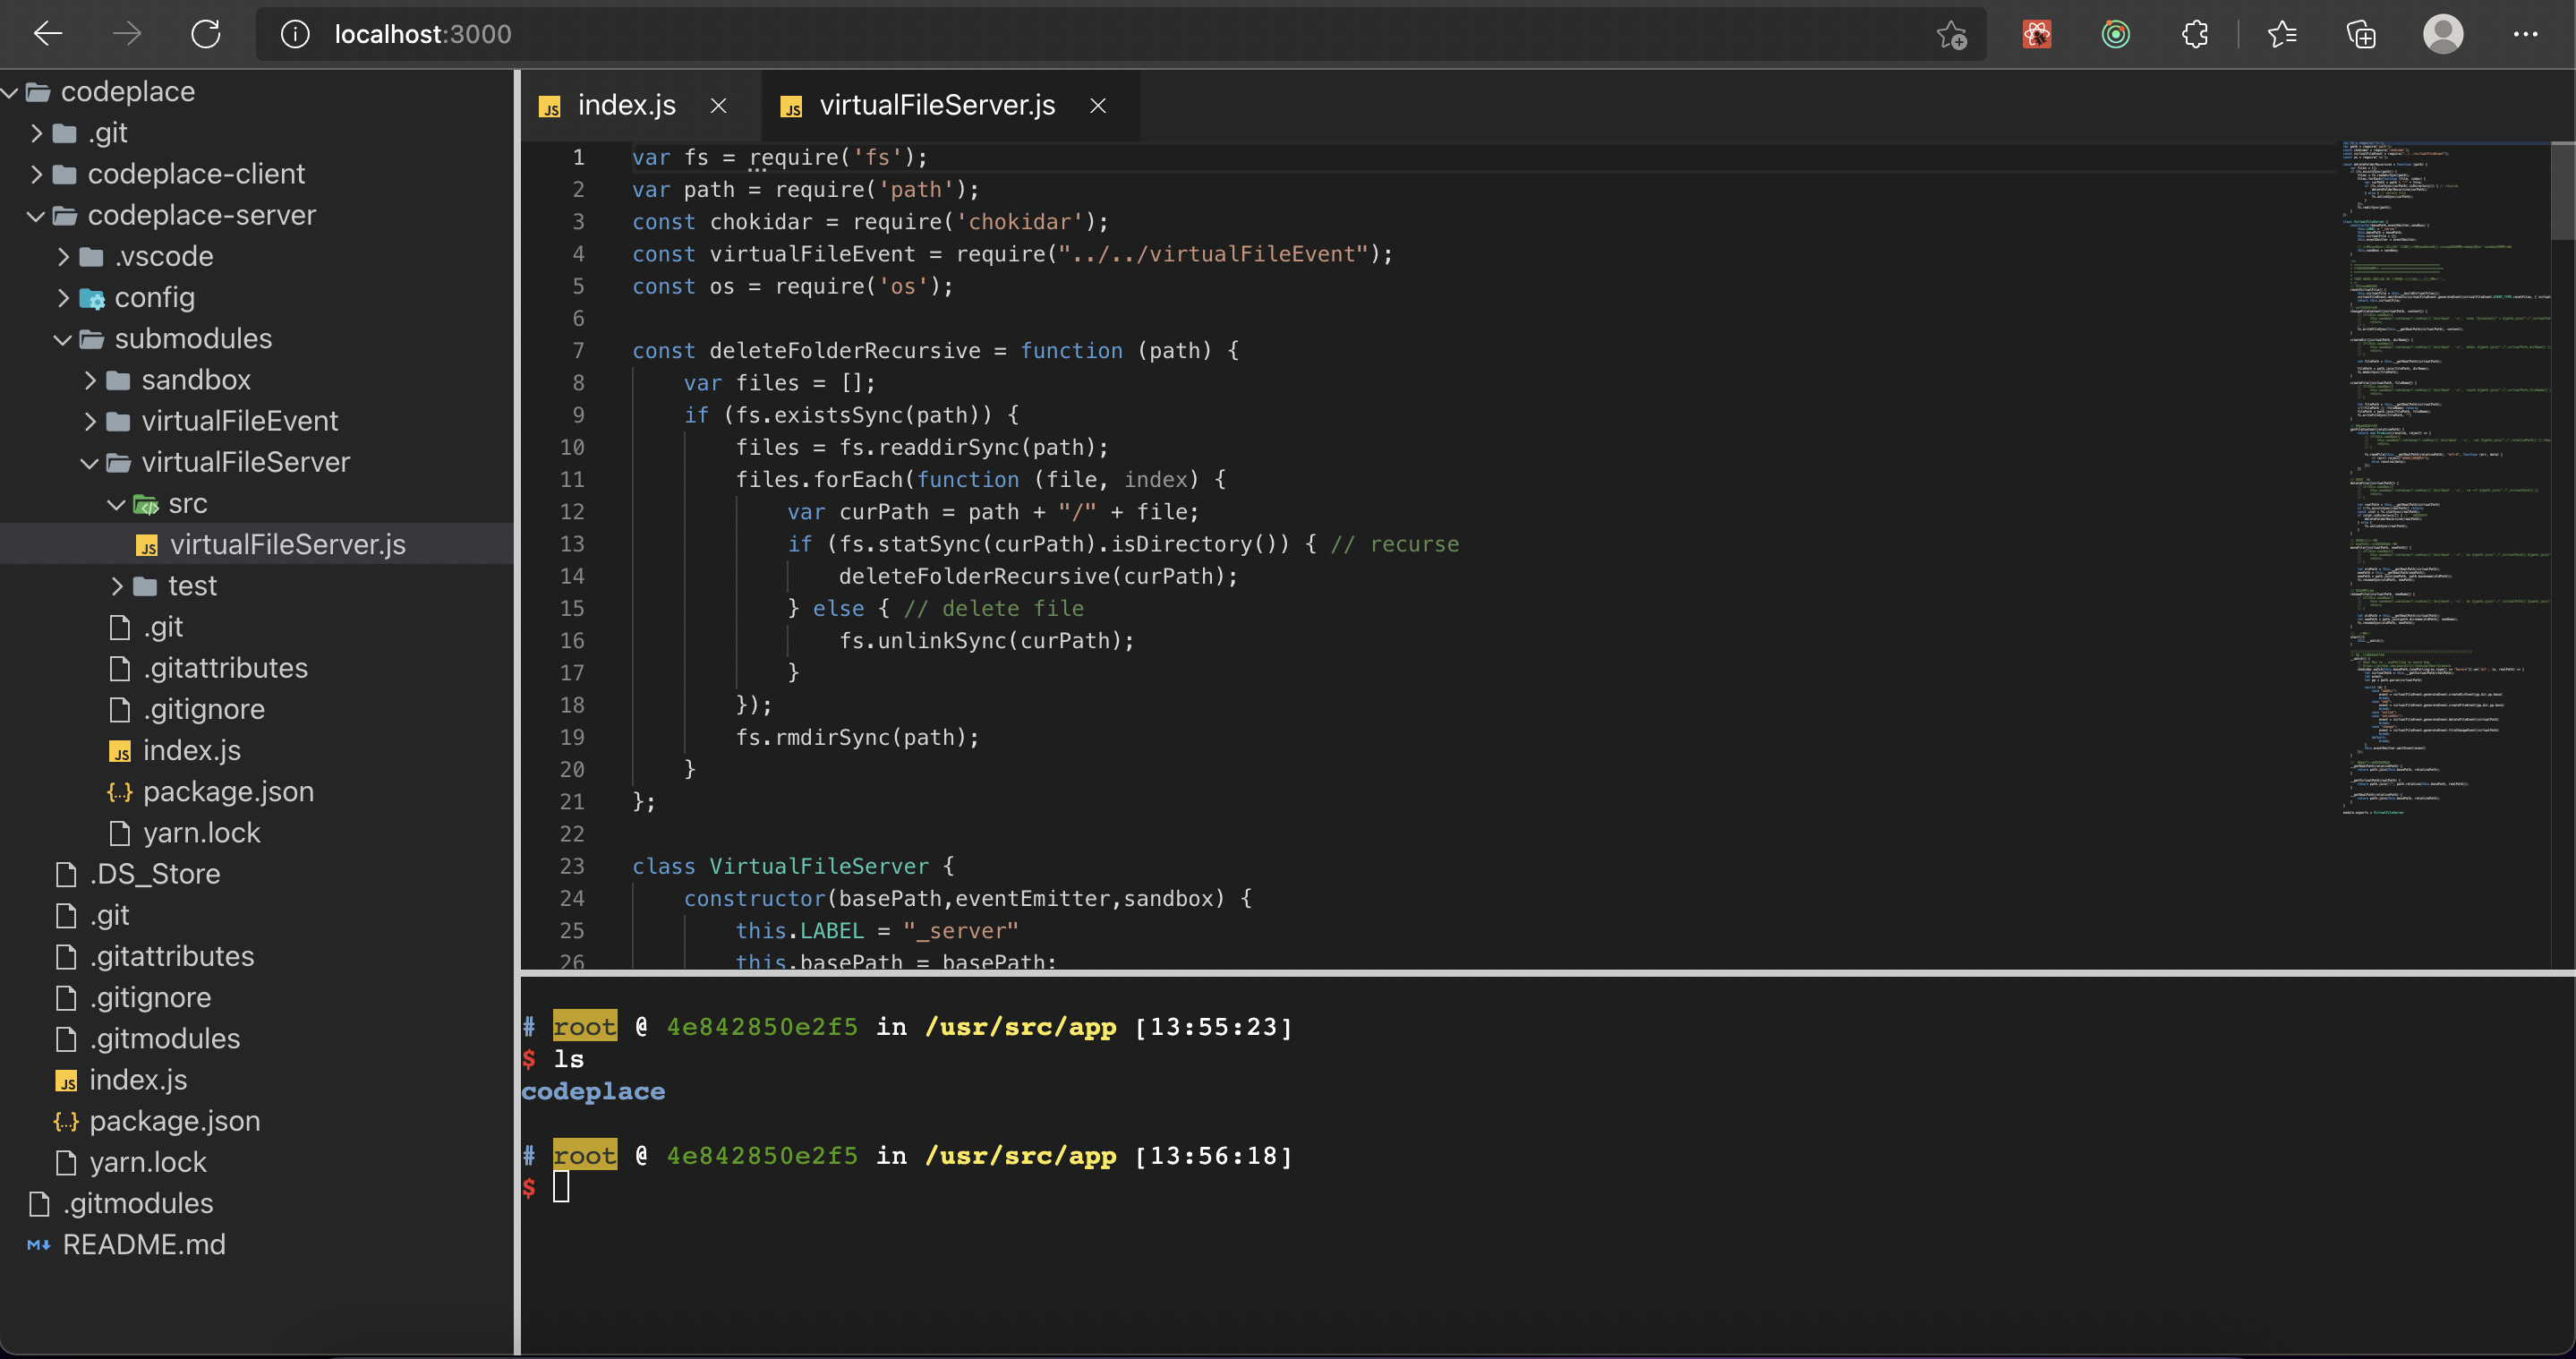 localhost:3000
codeplace
.git
codeplace-client
codeplace-server
.vscode
config
submodules
sandbox
virtualFileEvent
virtualFileServer
src
JS virtualFileServer.js
test
.git
.gitattributes
.gitignore
JS index.js
{...} package.json
yarn.lock
.DS_Store
.git
.gitattributes
.gitignore
.gitmodules
JS index.js
{...} package.json
yarn.lock
.gitmodules
M README.md
JS index.js
JS virtualFileServer.js
1 var fs = require('fs');
2 var path = require('path');
3 const chokidar = require('chokidar');
4 const virtualFileEvent = require("../../virtualFileEvent");
5 const os = require('os');
6
7 const deleteFolderRecursive = function (path) {
8 var files = [];
9 if (fs.existsSync(path)) {
10 files = fs.readdirSync(path);
11 files.forEach(function (file, index) {
12 var curPath = path + "/" + file;
13 if (fs.statSync(curPath).isDirectory()) { // recurse
14 deleteFolderRecursive(curPath);
15 } else { // delete file
16 fs.unlinkSync(curPath);
17 }
18 });
19 fs.rmdirSync(path);
20 }
21 };
22
23 class VirtualFileServer {
24 constructor(basePath,eventEmitter,sandbox) {
25 this.LABEL = "_server"
26 this.basePath = basePath;
# root @ 4e842850e2f5 in /usr/src/app [13:55:23]
$ ls
codeplace
# root @ 4e842850e2f5 in /usr/src/app [13:56:18]
$